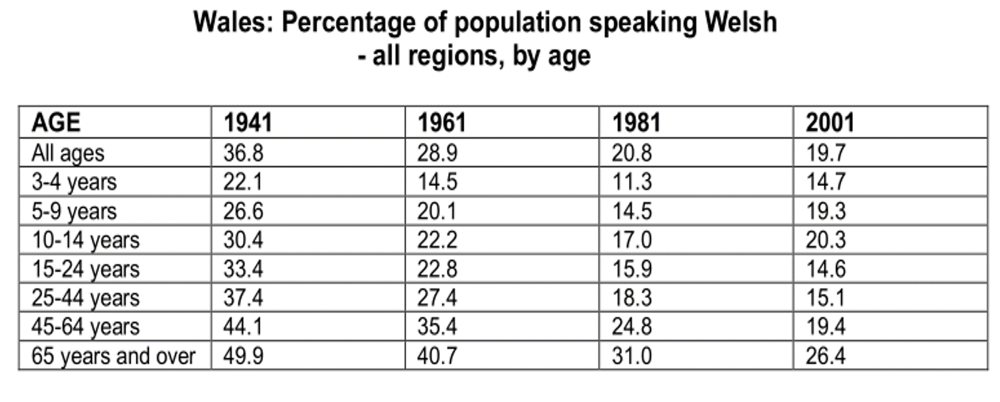 Wales: Percentage of population speaking Welsh
- all regions, by age
AGE 1941 1961 1981 2001
All ages 36.8 28.9 20.8 19.7
3-4 years 22.1 14.5 11.3 14.7
5-9 years 26.6 20.1 14.5 19.3
10-14 years 30.4 22.2 17.0 20.3
15-24 years 33.4 22.8 15.9 14.6
25-44 years 37.4 27.4 18.3 15.1
45-64 years 44.1 35.4 24.8 19.4
65 years and over 49.9 40.7 31.0 26.4